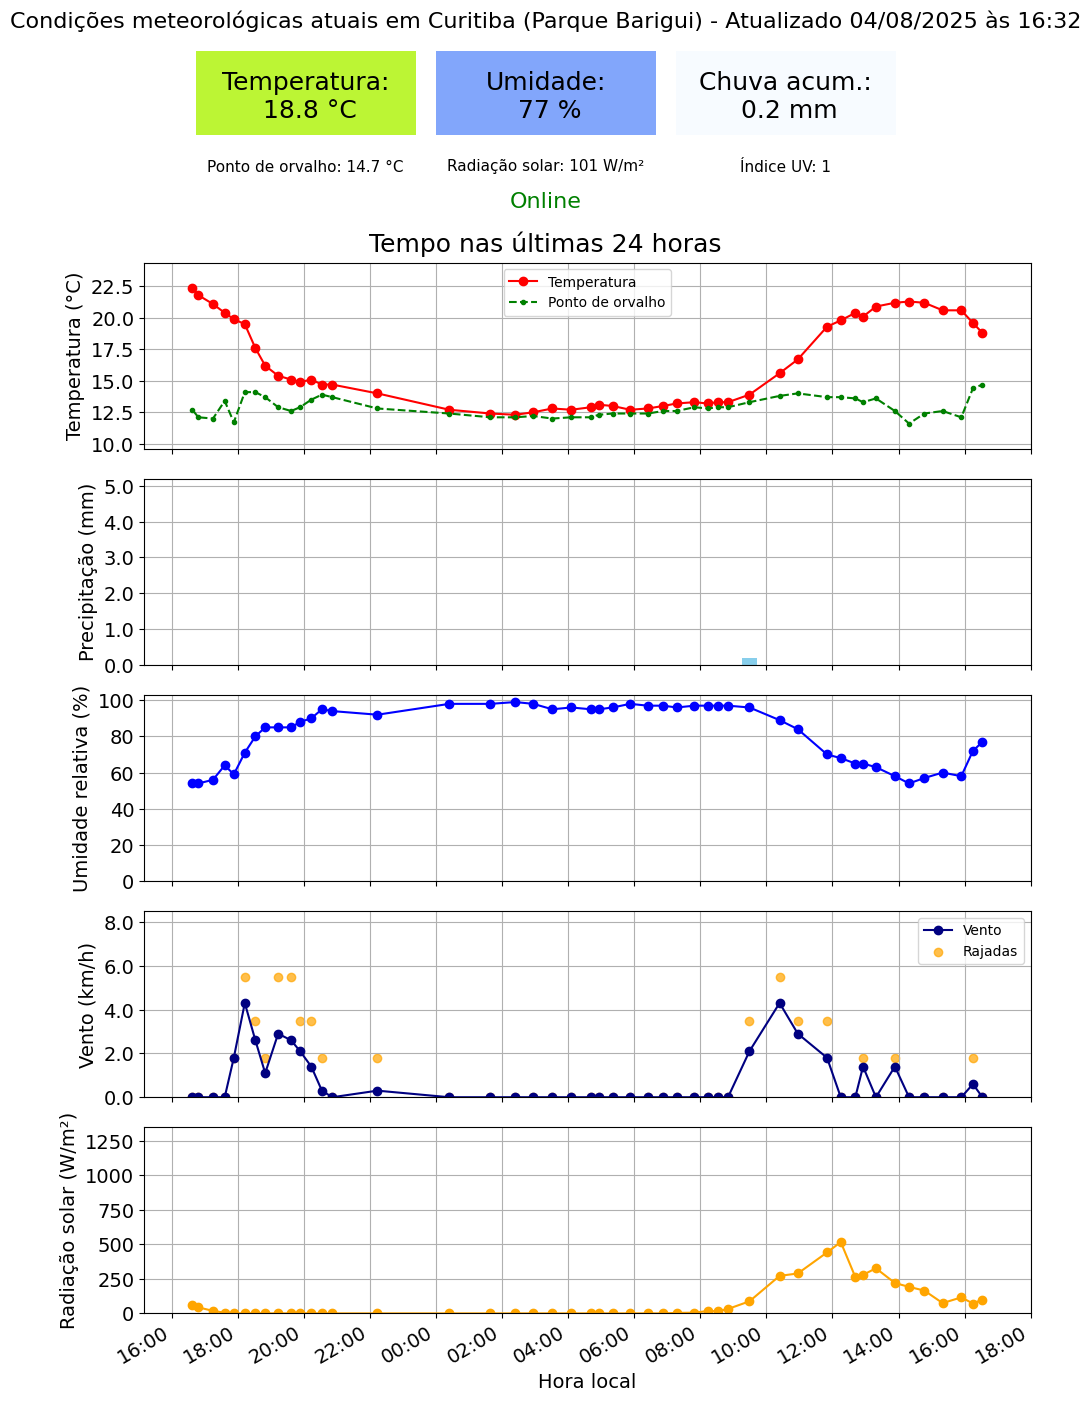 Condições meteorológicas atuais em Curitiba (Parque Barigui) - Atualizado 04/08/2025 às 16:32
Temperatura:
18.8 °C
Umidade:
77 %
Chuva acum.:
0.2 mm
Ponto de orvalho: 14.7 °C
Radiação solar: 101 W/m²
Índice UV: 1
Online
Tempo nas últimas 24 horas
Temperatura (°C)
22.5
20.0
17.5
15.0
12.5
10.0
Temperatura
Ponto de orvalho
Precipitação (mm)
5.0
4.0
3.0
2.0
1.0
0.0
Umidade relativa (%)
100
80
60
40
20
0
Vento (km/h)
8.0
6.0
4.0
2.0
0.0
Vento
Rajadas
Radiação solar (W/m²)
1250
1000
750
500
250
0
16:00
18:00
20:00
22:00
00:00
02:00
04:00
06:00
08:00
10:00
12:00
14:00
16:00
18:00
Hora local